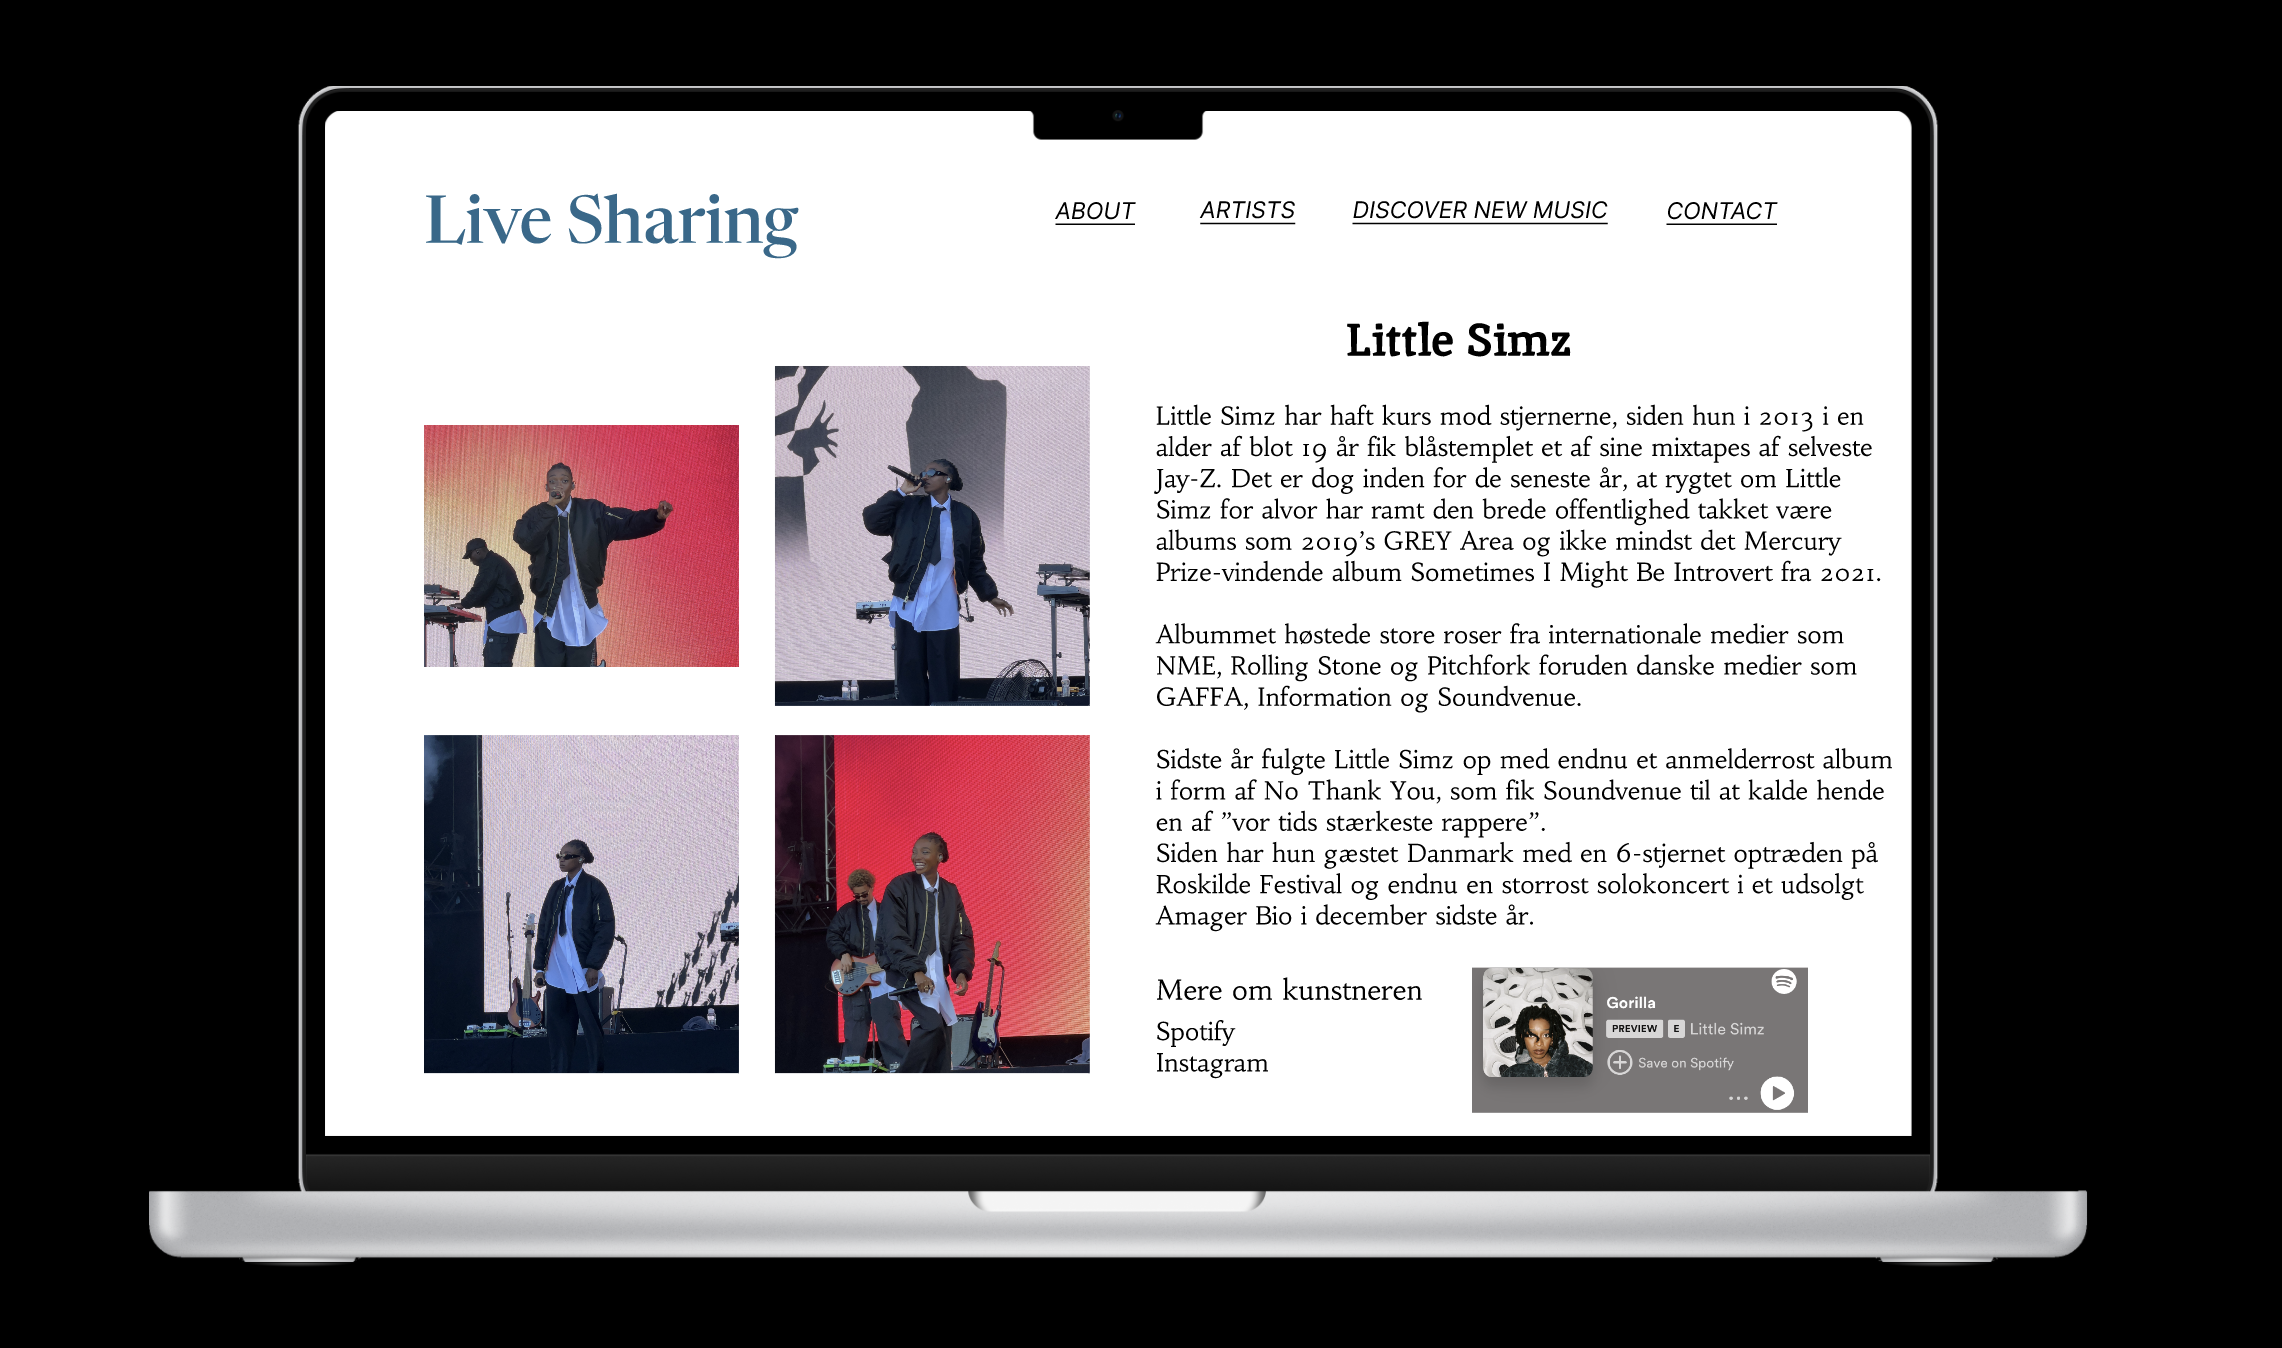 Live Sharing
ABOUT
ARTISTS
DISCOVER NEW MUSIC
CONTACT
Little Simz
Little Simz har haft kurs mod stjernerne, siden hun i 2013 i en
alder af blot 19 år fik blåstemplet et af sine mixtapes af selveste
Jay-Z. Det er dog inden for de seneste år, at rygtet om Little
Simz for alvor har ramt den brede offentlighed takket være
albums som 2019’s GREY Area og ikke mindst det Mercury
Prize-vindende album Sometimes I Might Be Introvert fra 2021.
Albummet høstede store roser fra internationale medier som
NME, Rolling Stone og Pitchfork foruden danske medier som
GAFFA, Information og Soundvenue.
Sidste år fulgte Little Simz op med endnu et anmelderrost album
i form af No Thank You, som fik Soundvenue til at kalde hende
en af ”vor tids stærkeste rappere”.
Siden har hun gæstet Danmark med en 6-stjernet optræden på
Roskilde Festival og endnu en storrost solokoncert i et udsolgt
Amager Bio i december sidste år.
Mere om kunstneren
Spotify
Instagram
Gorilla
PREVIEW E Little Simz
Save on Spotify